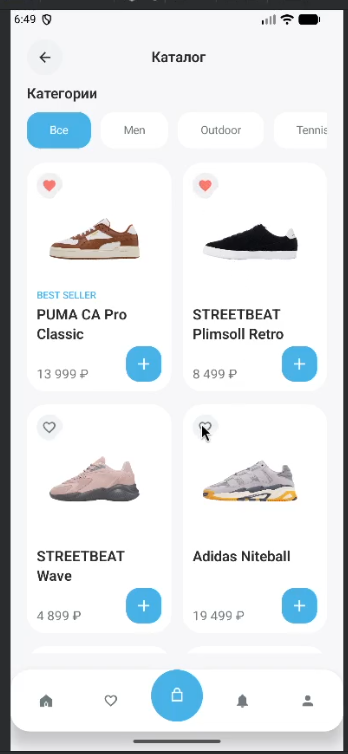 6:49
Каталог
Категории
Все
Men
Outdoor
Tennis
BEST SELLER
PUMA CA Pro
Classic
13 999 ₽
STREETBEAT
Plimsoll Retro
8 499 ₽
STREETBEAT
Wave
4 899 ₽
Adidas Niteball
19 499 ₽